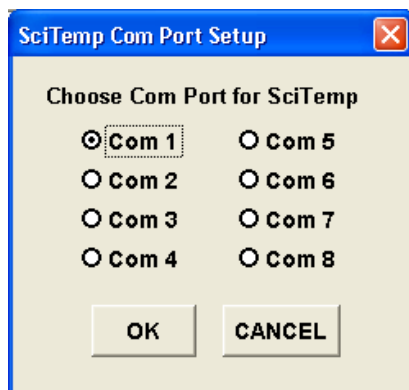 SciTemp Com Port Setup
Choose Com Port for SciTemp
Com 1 Com 5
Com 2 Com 6
Com 3 Com 7
Com 4 Com 8
OK CANCEL